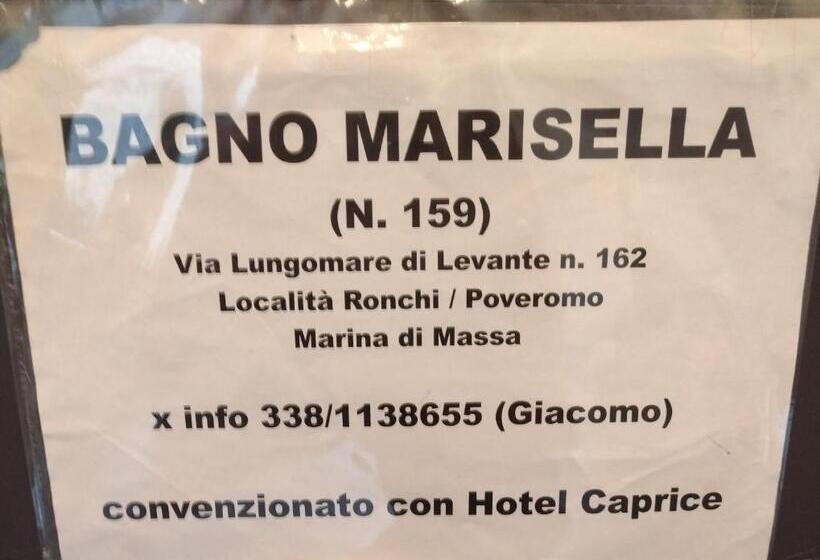 BAGNO MARISELLA
(N. 159)
Via Lungomare di Levante n. 162
Località Ronchi / Poveromo
Marina di Massa
x info 338/1138655 (Giacomo)
convenzionato con Hotel Caprice